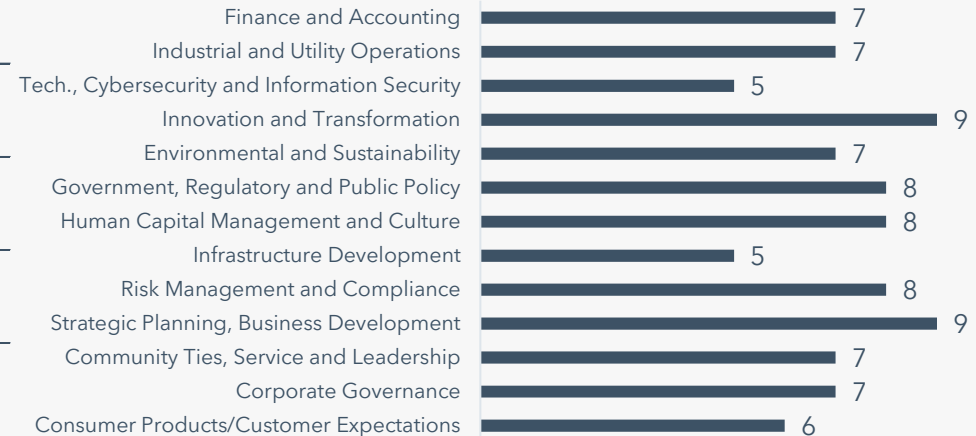 Finance and Accounting 7
Industrial and Utility Operations 7
Tech., Cybersecurity and Information Security 5
Innovation and Transformation 9
Environmental and Sustainability 7
Government, Regulatory and Public Policy 8
Human Capital Management and Culture 8
Infrastructure Development 5
Risk Management and Compliance 8
Strategic Planning, Business Development 9
Community Ties, Service and Leadership 7
Corporate Governance 7
Consumer Products/Customer Expectations 6